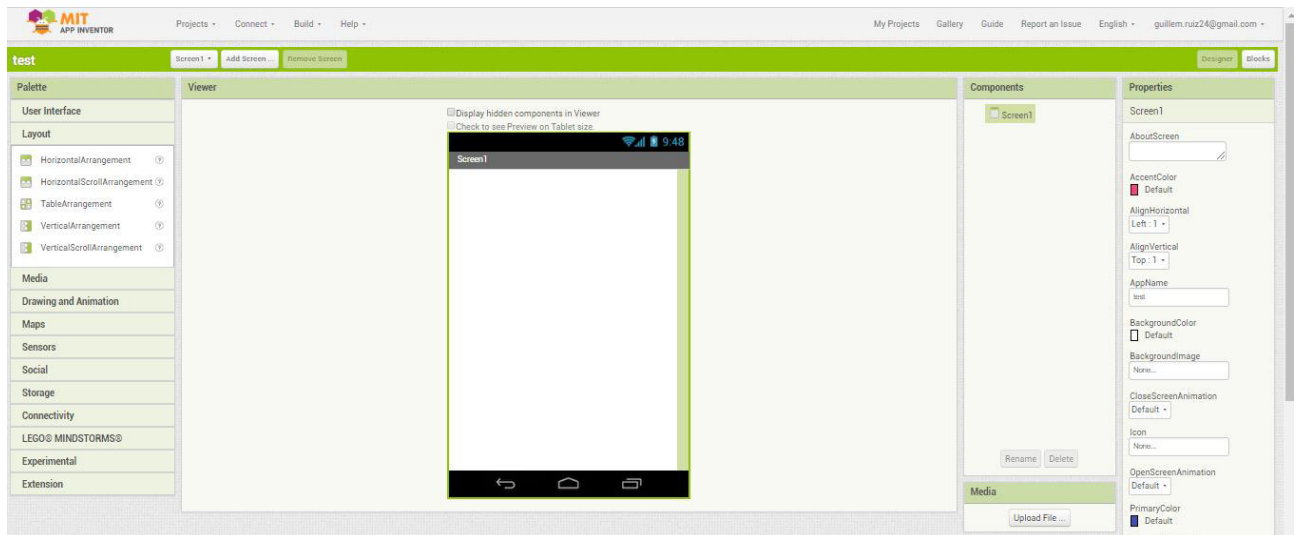 MIT
APP INVENTOR
Projects
Connect
Build
Help
My Projects
Gallery
Guide
Report an Issue
English
guillem.ruiz24@gmail.com
test
Screen1
Add Screen ...
Remove Screen
Designer
Blocks
Palette
User Interface
Layout
HorizontalArrangement
HorizontalScrollArrangement
TableArrangement
VerticalArrangement
VerticalScrollArrangement
Media
Drawing and Animation
Maps
Sensors
Social
Storage
Connectivity
LEGO® MINDSTORMS®
Experimental
Extension
Viewer
Display hidden components in Viewer
Check to see Preview on Tablet size.
9:48
Screen1
Components
Screen1
Rename
Delete
Media
Upload File ...
Properties
Screen1
AboutScreen
AccentColor
Default
AlignHorizontal
Left : 1
AlignVertical
Top : 1
AppName
test
BackgroundColor
Default
BackgroundImage
None...
CloseScreenAnimation
Default
Icon
None...
OpenScreenAnimation
Default
PrimaryColor
Default